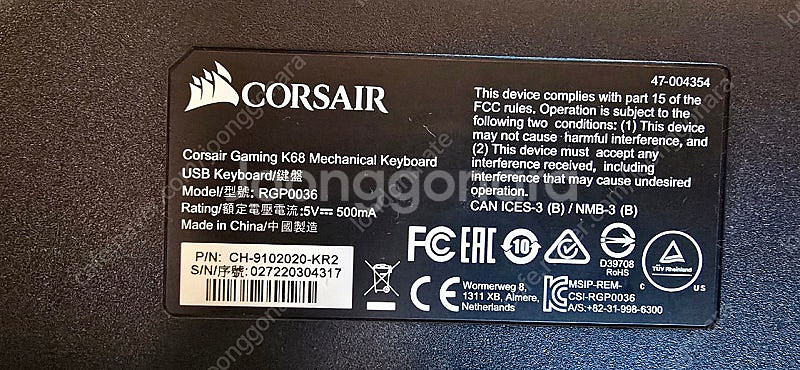 47-004354
CORSAIR
This device complies with part 15 of the
FCC rules. Operation is subject to the
following two conditions: (1) This device
may not cause harmful interference, and
(2) This device must accept any
interference received, including
interference that may cause undesired
operation.
CAN ICES-3 (B) / NMB-3 (B)
Corsair Gaming K68 Mechanical Keyboard
USB Keyboard/鍵盤
Model/型號: RGP0036
Rating/額定電壓電流:5V⎓ 500mA
Made in China/中國製造
P/N: CH-9102020-KR2
S/N/序號: 027220304317
FC EAC 10
D39708
RoHS
TÜV Rheinland
C US
CE
Wormerweg 8,
1311 XB, Almere,
Netherlands
MSIP-REM-
CSI-RGP0036
A/S:+82-31-998-6300
joonggonara